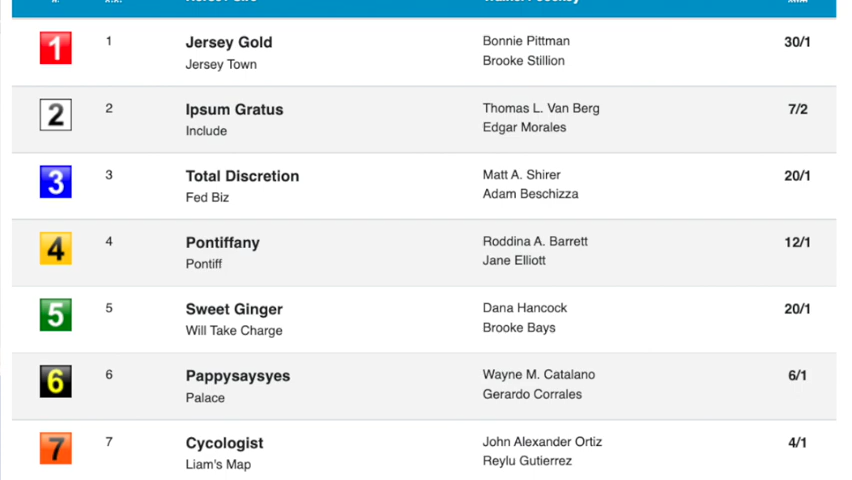 1 1 Jersey Gold Bonnie Pittman 30/1
Jersey Town Brooke Stillion
2 2 Ipsum Gratus Thomas L. Van Berg 7/2
Include Edgar Morales
3 3 Total Discretion Matt A. Shirer 20/1
Fed Biz Adam Beschizza
4 4 Pontiffany Roddina A. Barrett 12/1
Pontiff Jane Elliott
5 5 Sweet Ginger Dana Hancock 20/1
Will Take Charge Brooke Bays
6 6 Pappysaysyes Wayne M. Catalano 6/1
Palace Gerardo Corrales
7 7 Cycologist John Alexander Ortiz 4/1
Liam's Map Reylu Gutierrez